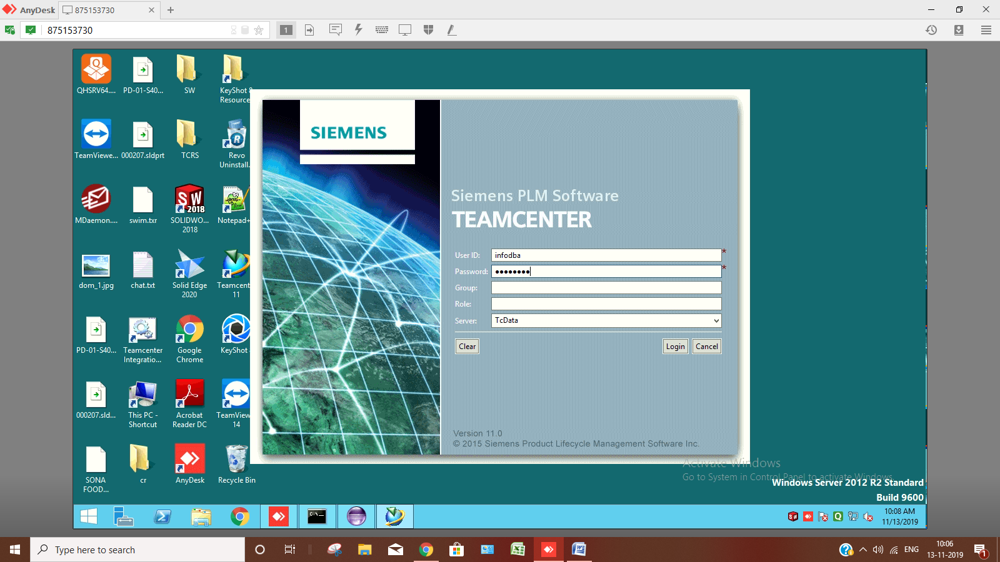 AnyDesk
875153730
875153730
1
QHSRV64....
PD-01-S40...
SW
KeyShot 8
Resource
TeamViewe...
000207.sldprt
TCRS
Revo
Uninstall.
MDaemon....
swim.txr
SOLIDWO...
2018
Notepad+
dom_1.jpg
chat.txt
Solid Edge
2020
Teamcent
11
PD-01-S40...
Teamcenter
Integratio...
Google
Chrome
KeyShot
000207.sld...
This PC -
Shortcut
Acrobat
Reader DC
TeamView
14
SONA
FOOD...
cr
AnyDesk
Recycle Bin
SIEMENS
Siemens PLM Software
TEAMCENTER
User ID:
infodba
*
Password:
●●●●●●●●
*
Group:
Role:
Server:
TcData
Clear
Login
Cancel
Version 11.0
© 2015 Siemens Product Lifecycle Management Software Inc.
Activate Windows
Go to System in Control Panel to activate Windows.
Windows Server 2012 R2 Standard
Build 9600
10:08 AM
11/13/2019
Type here to search
ENG
10:06
13-11-2019
1